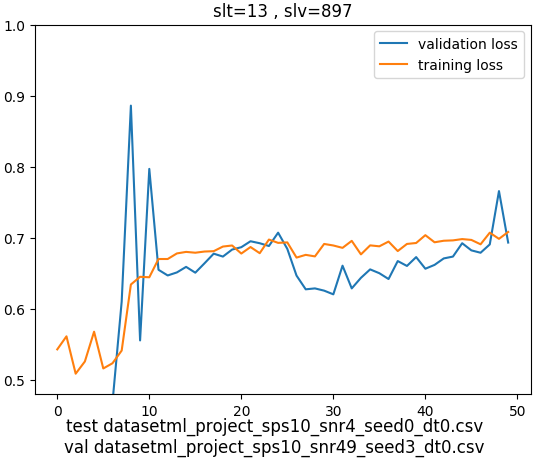 slt=13 , slv=897
1.0
validation loss
training loss
0.9
0.8
0.7
0.6
0.5
0 10 20 30 40 50
test datasetml_project_sps10_snr4_seed0_dt0.csv
val datasetml_project_sps10_snr49_seed3_dt0.csv